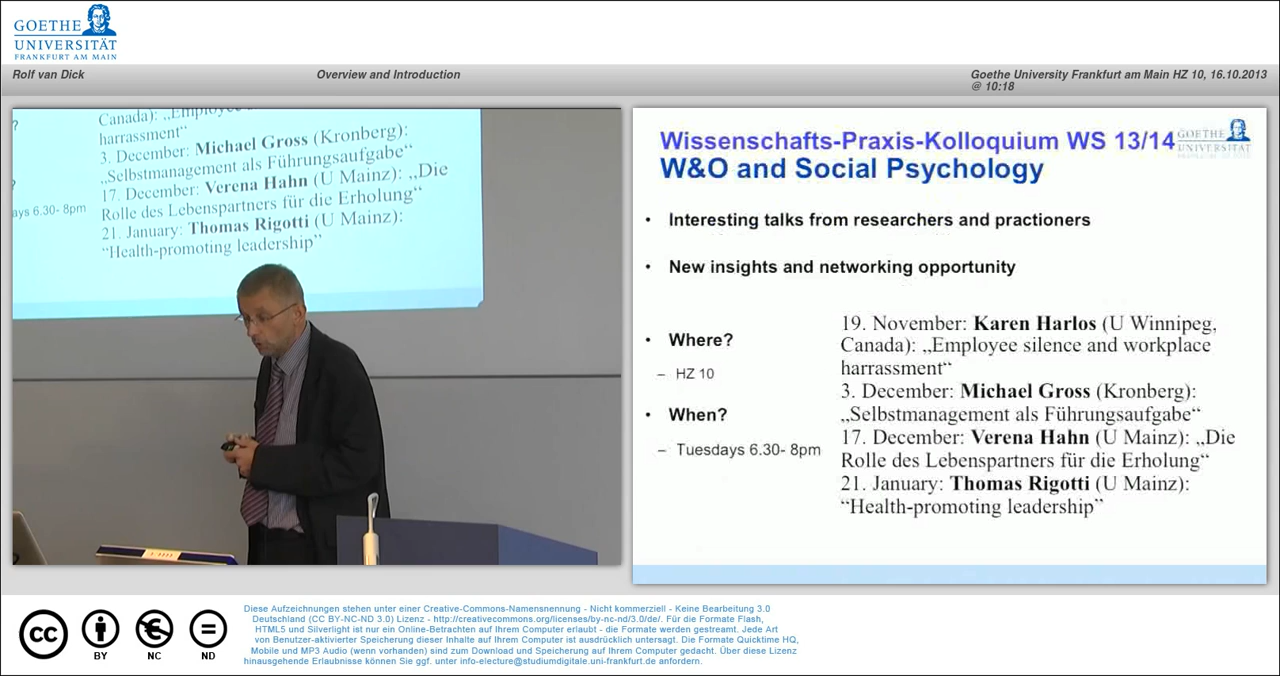 GOETHE
UNIVERSITÄT
FRANKFURT AM MAIN
Rolf van Dick
Overview and Introduction
Goethe University Frankfurt am Main HZ 10, 16.10.2013
@ 10:18
?
Canada): „Employee
harrassment“
3. December: Michael Gross (Kronberg):
„Selbstmanagement als Führungsaufgabe“
17. December: Verena Hahn (U Mainz): „Die
ays 6.30- 8pm
Rolle des Lebenspartners für die Erholung“
21. January: Thomas Rigotti (U Mainz):
“Health-promoting leadership”
Wissenschafts-Praxis-Kolloquium WS 13/14
GOETHE
UNIVERSITÄT
W&O and Social Psychology
• Interesting talks from researchers and practioners
• New insights and networking opportunity
• Where?
– HZ 10
• When?
– Tuesdays 6.30- 8pm
19. November: Karen Harlos (U Winnipeg,
Canada): „Employee silence and workplace
harrassment“
3. December: Michael Gross (Kronberg):
„Selbstmanagement als Führungsaufgabe“
17. December: Verena Hahn (U Mainz): „Die
Rolle des Lebenspartners für die Erholung“
21. January: Thomas Rigotti (U Mainz):
“Health-promoting leadership”
cc
BY
NC
ND
Diese Aufzeichnungen stehen unter einer Creative-Commons-Namensnennung - Nicht kommerziell - Keine Bearbeitung 3.0
Deutschland (CC BY-NC-ND 3.0) Lizenz - http://creativecommons.org/licenses/by-nc-nd/3.0/de/. Für die Formate Flash,
HTML5 und Silverlight ist nur ein Online-Betrachten auf Ihrem Computer erlaubt - die Formate werden gestreamt. Jede Art
von Benutzer-aktivierter Speicherung dieser Inhalte auf Ihrem Computer ist ausdrücklich untersagt. Die Formate Quicktime HQ,
Mobile und MP3 Audio (wenn vorhanden) sind zum Download und Speicherung auf Ihrem Computer gedacht. Über diese Lizenz
hinausgehende Erlaubnisse können Sie ggf. unter info-electure@studiumdigitale.uni-frankfurt.de anfordern.